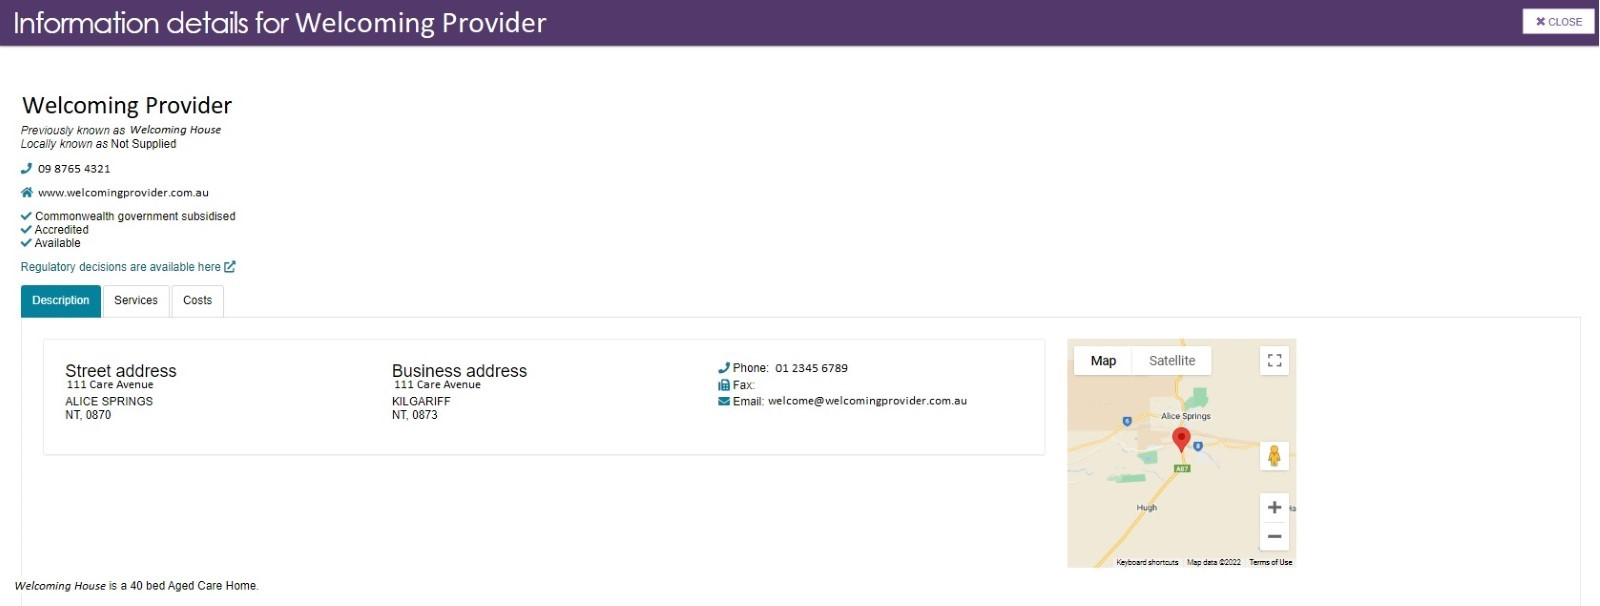 Information details for Welcoming Provider
CLOSE
Welcoming Provider
Previously known as Welcoming House
Locally known as Not Supplied
09 8765 4321
www.welcomingprovider.com.au
Commonwealth government subsidised
Accredited
Available
Regulatory decisions are available here
Description Services Costs
Street address
111 Care Avenue
ALICE SPRINGS
NT, 0870
Business address
111 Care Avenue
KILGARIFF
NT, 0873
Phone: 01 2345 6789
Fax:
Email: welcome@welcomingprovider.com.au
Map Satellite
Alice Springs
A87
Hugh
Keyboard shortcuts Map data ©2022 Terms of Use
Welcoming House is a 40 bed Aged Care Home.